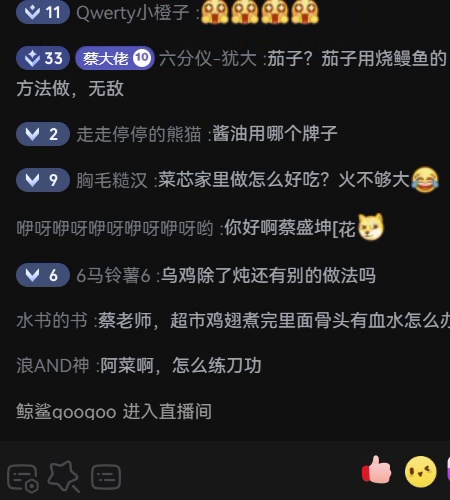 11 Qwerty小橙子 :
33 蔡大佬 10 六分仪-犹大 :茄子？茄子用烧鳗鱼的
方法做，无敌
2 走走停停的熊猫 :酱油用哪个牌子
9 胸毛糙汉 :菜芯家里做怎么好吃？火不够大
咿呀咿呀咿呀咿呀咿呀哟 :你好啊蔡盛坤[花
6 6马铃薯6 :乌鸡除了炖还有别的做法吗
水书的书 :蔡老师，超市鸡翅煮完里面骨头有血水怎么办
浪AND神 :阿菜啊，怎么练刀功
鲸鲨goo​goo 进入直播间